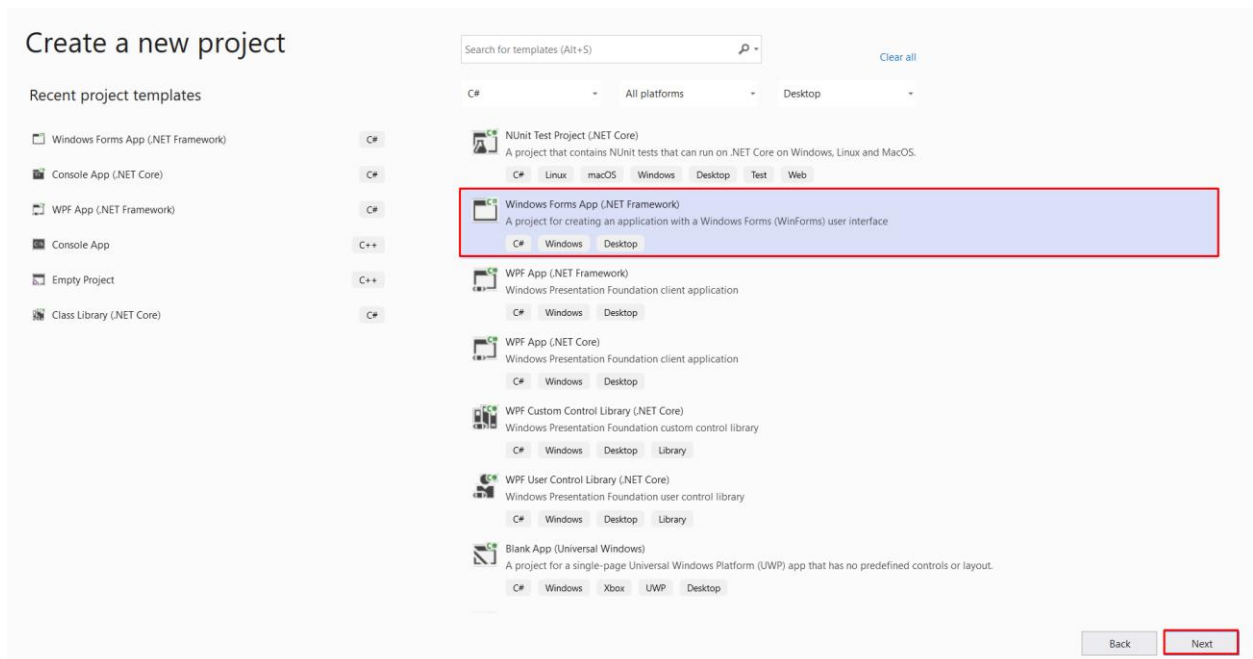 Create a new project
Recent project templates
Windows Forms App (.NET Framework) C#
Console App (.NET Core) C#
WPF App (.NET Framework) C#
Console App C++
Empty Project C++
Class Library (.NET Core) C#
Search for templates (Alt+S)
Clear all
C# All platforms Desktop
NUnit Test Project (.NET Core)
A project that contains NUnit tests that can run on .NET Core on Windows, Linux and MacOS.
C# Linux macOS Windows Desktop Test Web
Windows Forms App (.NET Framework)
A project for creating an application with a Windows Forms (WinForms) user interface
C# Windows Desktop
WPF App (.NET Framework)
Windows Presentation Foundation client application
C# Windows Desktop
WPF App (.NET Core)
Windows Presentation Foundation client application
C# Windows Desktop
WPF Custom Control Library (.NET Core)
Windows Presentation Foundation custom control library
C# Windows Desktop Library
WPF User Control Library (.NET Core)
Windows Presentation Foundation user control library
C# Windows Desktop Library
Blank App (Universal Windows)
A project for a single-page Universal Windows Platform (UWP) app that has no predefined controls or layout.
C# Windows Xbox UWP Desktop
Back Next